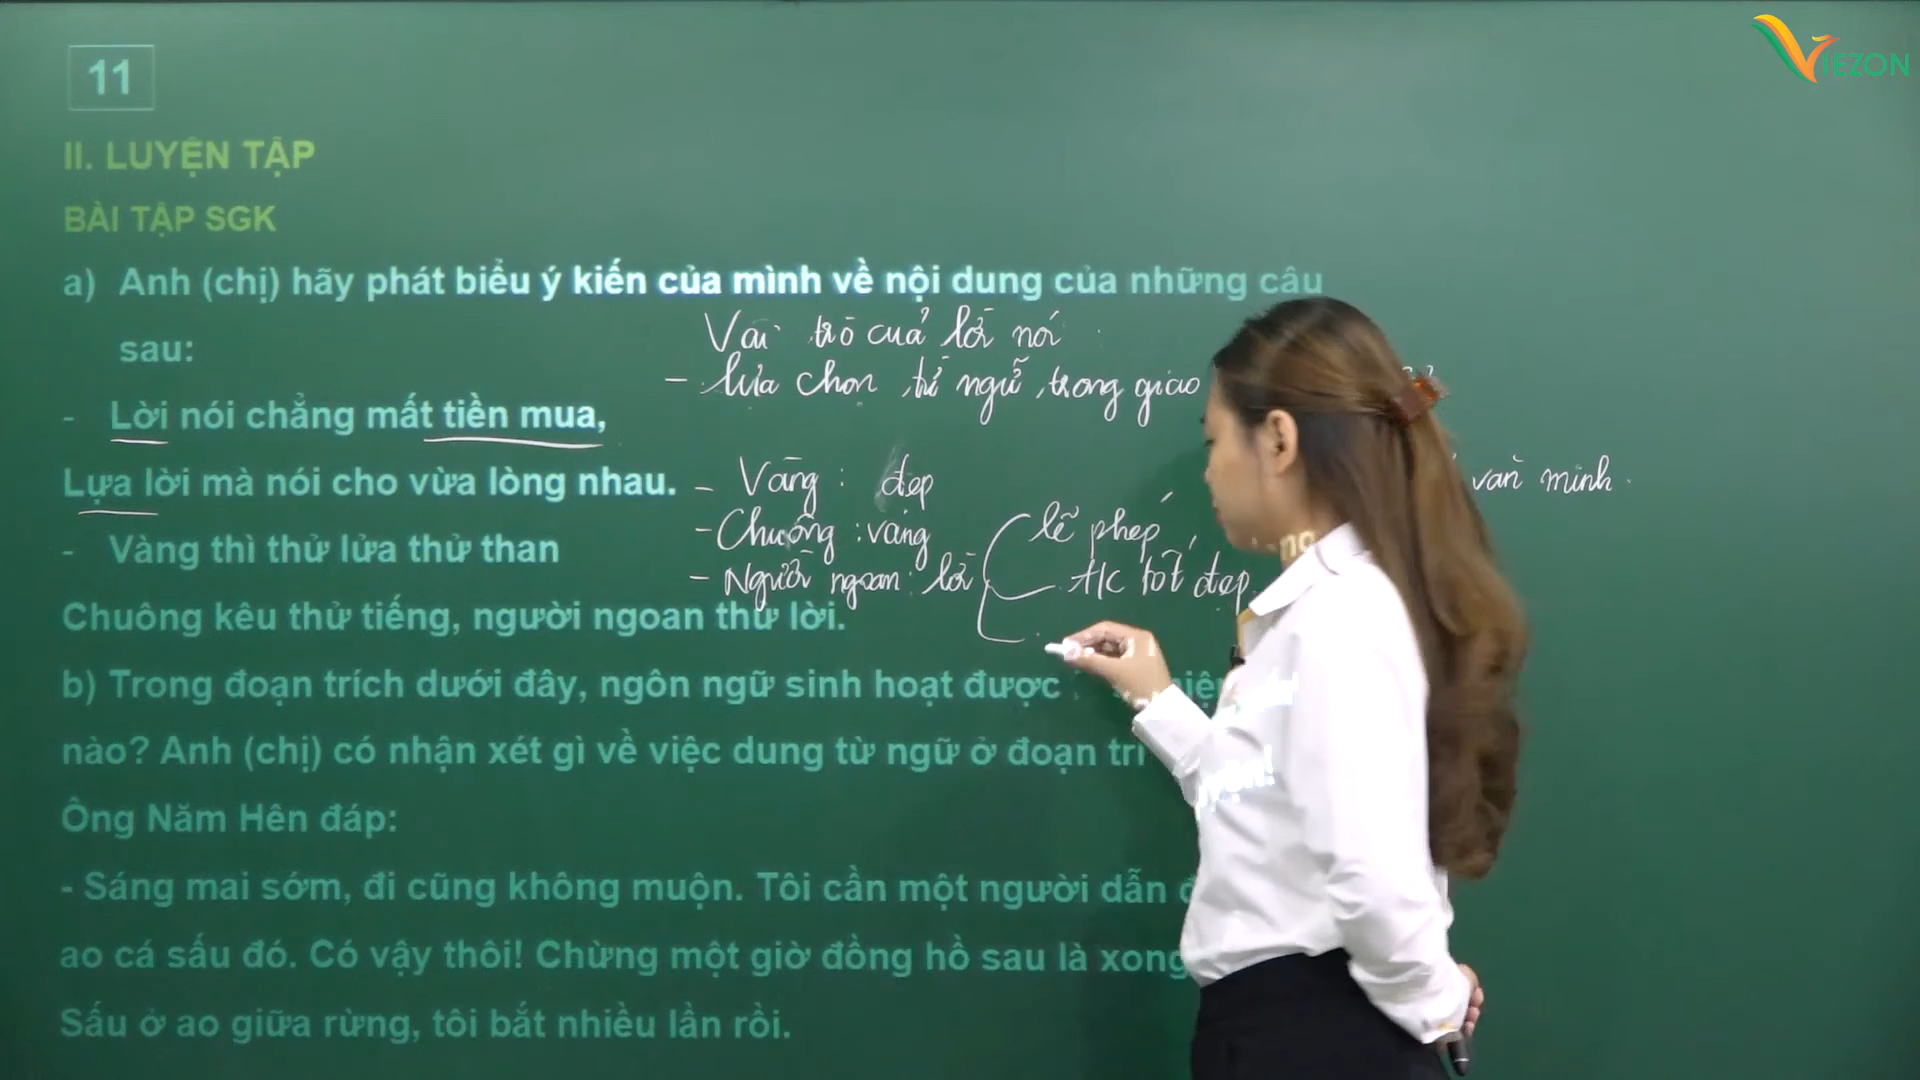 VIEZON
11
II. LUYỆN TẬP
BÀI TẬP SGK
a) Anh (chị) hãy phát biểu ý kiến của mình về nội dung của những câu
sau:
Vai trò của lời nói :
- lựa chọn từ ngữ trong giao
- Lời nói chẳng mất tiền mua,
Lựa lời mà nói cho vừa lòng nhau.
- Vàng : đẹp
văn minh.
- Chuông : vang
lễ phép
- Vàng thì thử lửa thử than
- Người ngoan : lời
t/c tốt đẹp
Chuông kêu thử tiếng, người ngoan thử lời.
b) Trong đoạn trích dưới đây, ngôn ngữ sinh hoạt được
nào? Anh (chị) có nhận xét gì về việc dung từ ngữ ở đoạn
Ông Năm Hên đáp:
- Sáng mai sớm, đi cũng không muộn. Tôi cần một người dẫn
ao cá sấu đó. Có vậy thôi! Chừng một giờ đồng hồ sau là xong
Sấu ở ao giữa rừng, tôi bắt nhiều lần rồi.